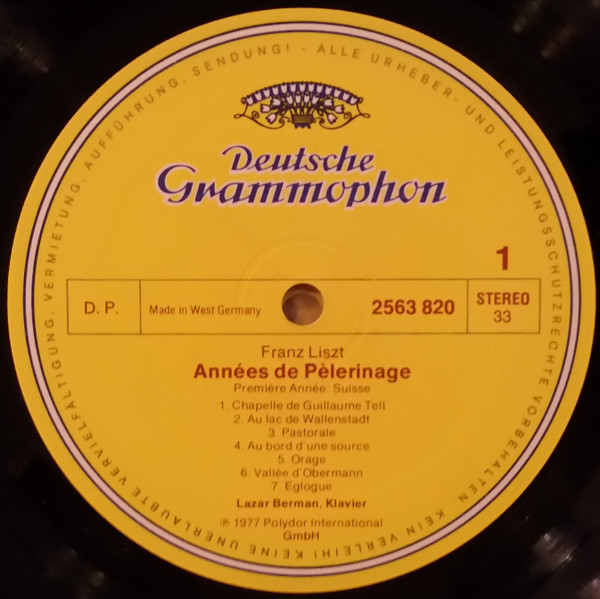 ALLE URHEBER- UND LEISTUNGSSCHUTZRECHTE VORBEHALTEN. KEIN VERLEIH! KEINE UNERLAUBTE VERVIELFÄLTIGUNG, VERMIETUNG, AUFFÜHRUNG, SENDUNG! ·
Deutsche
Grammophon
1
D. P.
Made in West Germany
2563 820
STEREO
33
Franz Liszt
Années de Pèlerinage
Première Année: Suisse
1. Chapelle de Guillaume Tell
2. Au lac de Wallenstadt
3. Pastorale
4. Au bord d'une source
5. Orage
6. Vallée d'Obermann
7. Eglogue
Lazar Berman, Klavier
℗ 1977 Polydor International
GmbH